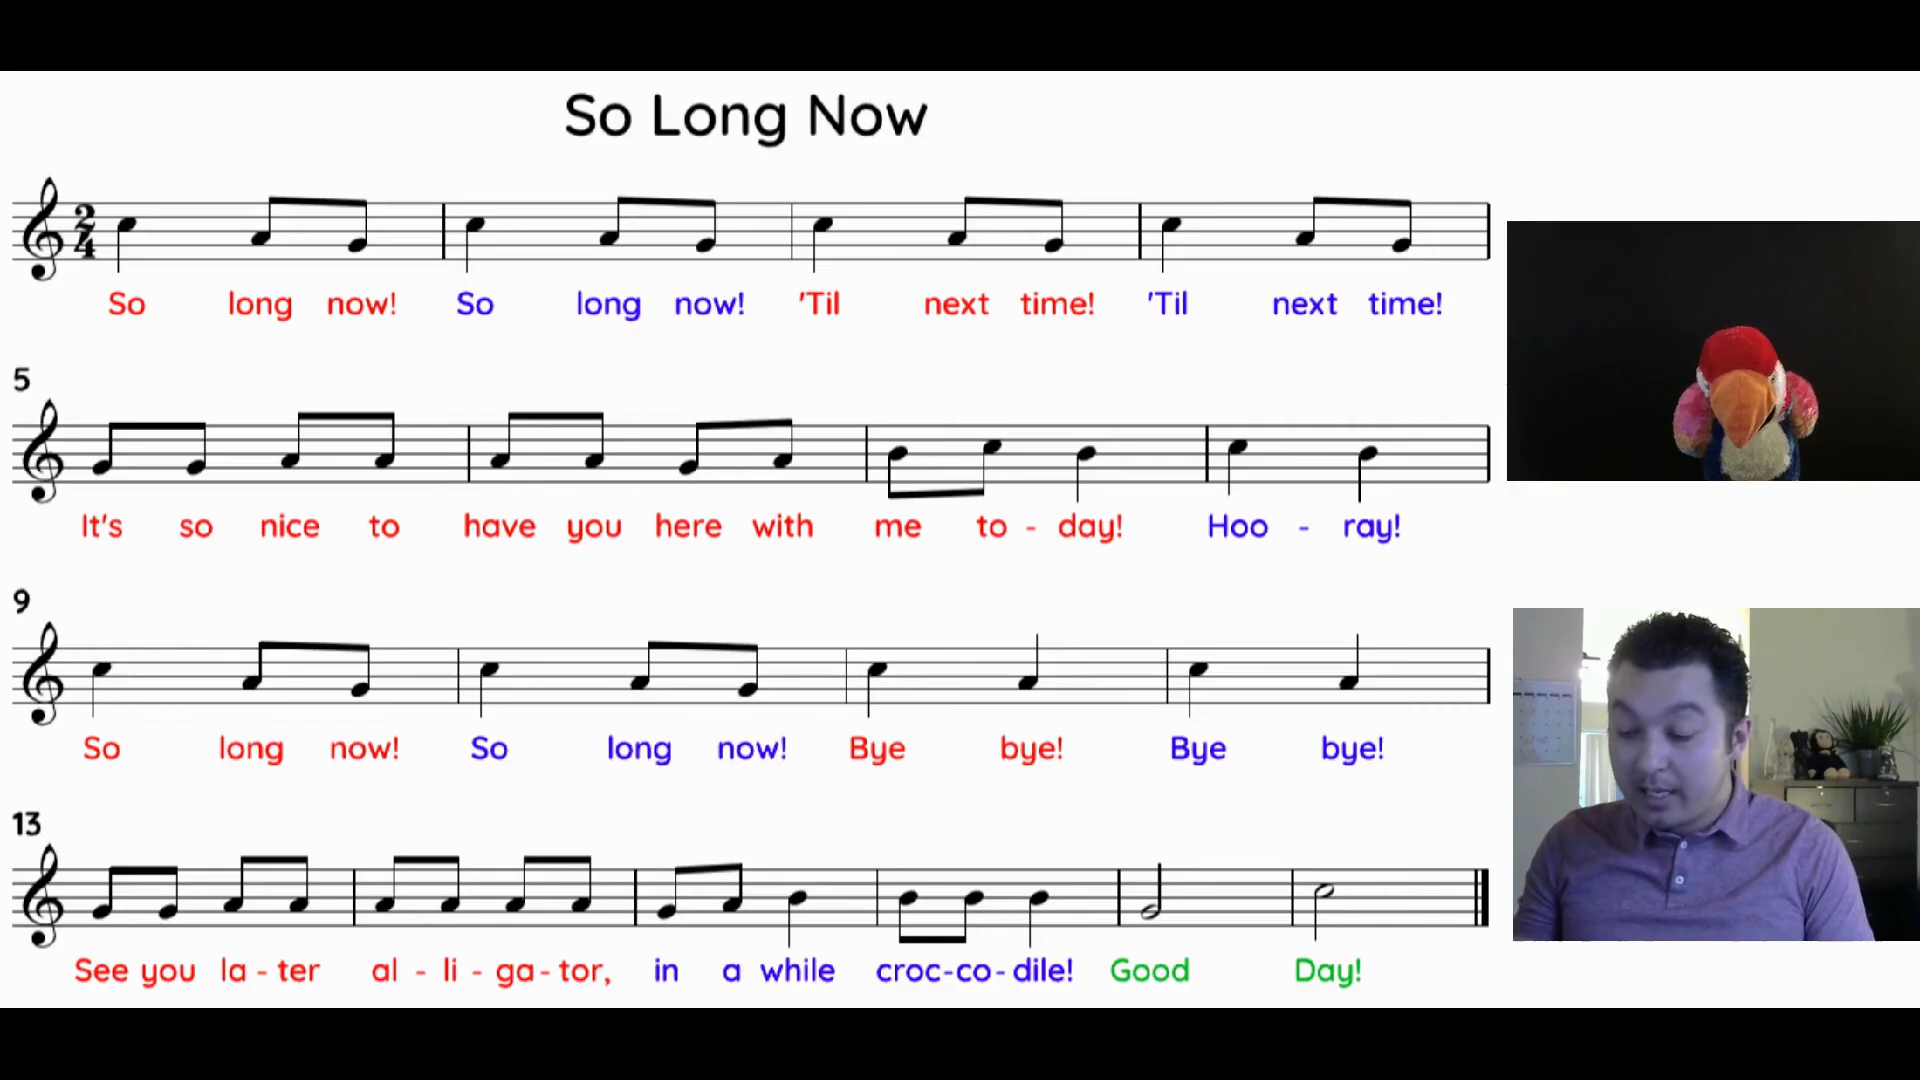 So Long Now
2
4
So long now! So long now! 'Til next time! 'Til next time!
5
It's so nice to have you here with me to - day! Hoo - ray!
9
So long now! So long now! Bye bye! Bye bye!
13
See you la - ter al - li - ga - tor, in a while croc - co - dile! Good Day!